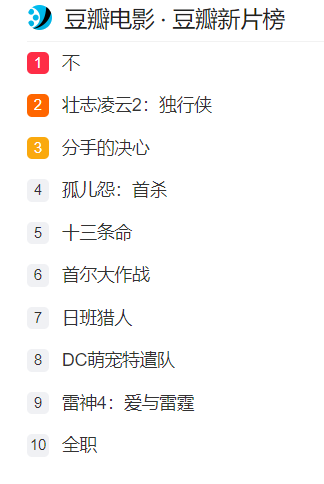 豆瓣电影 · 豆瓣新片榜
1 不
2 壮志凌云2：独行侠
3 分手的决心
4 孤儿怨：首杀
5 十三条命
6 首尔大作战
7 日班猎人
8 DC萌宠特遣队
9 雷神4：爱与雷霆
10 全职